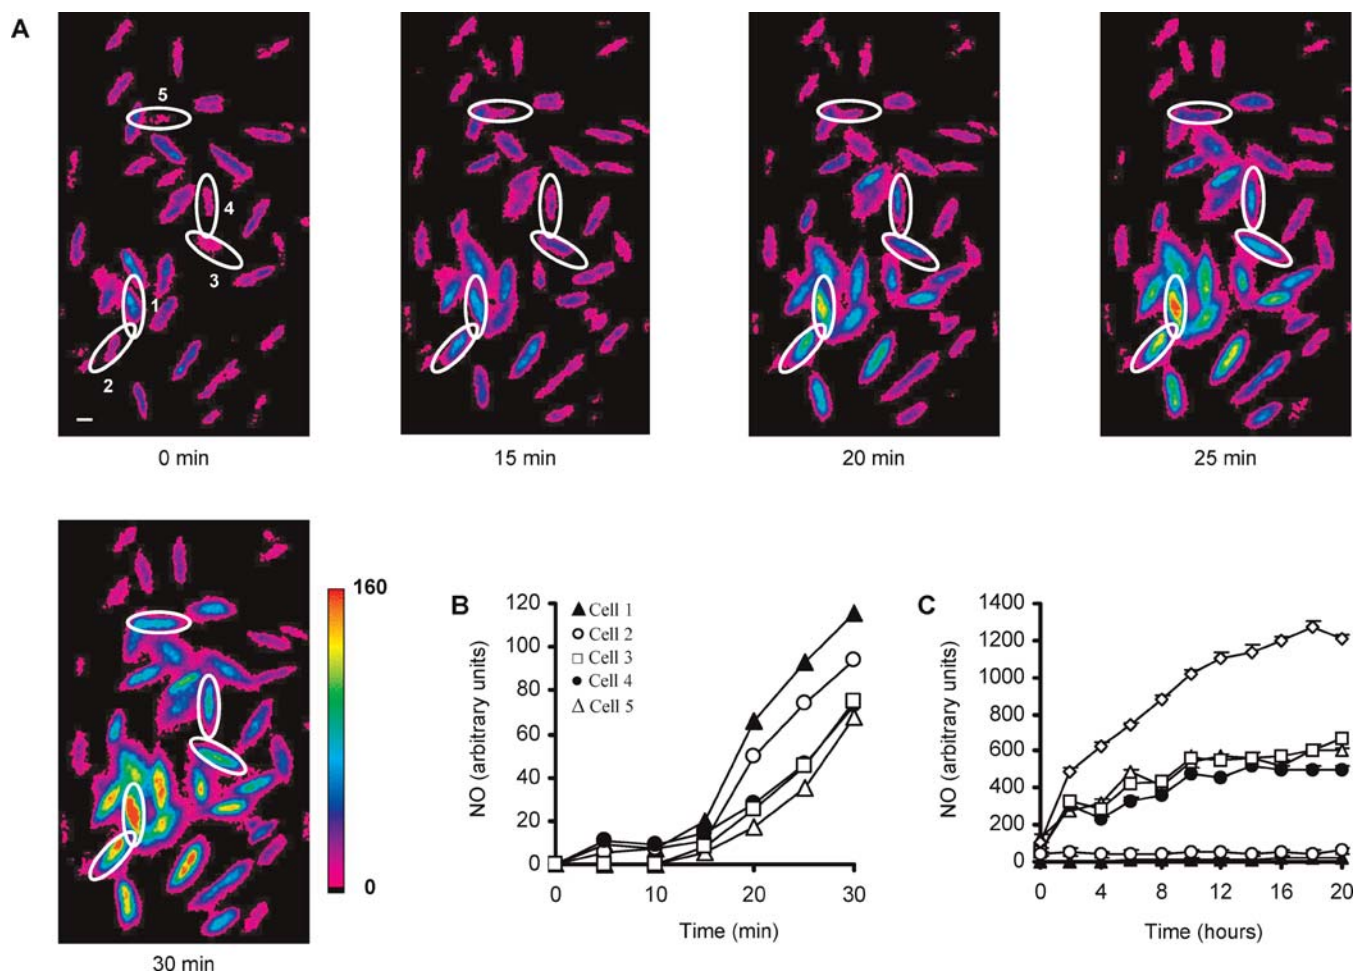 A
5
4
3
1
2
0 min
15 min
20 min
25 min
30 min
160
0
B
NO (arbitrary units)
120
100
80
60
40
20
0
Cell 1
Cell 2
Cell 3
Cell 4
Cell 5
0
10
20
30
Time (min)
C
NO (arbitrary units)
1400
1200
1000
800
600
400
200
0
0
4
8
12
16
20
Time (hours)